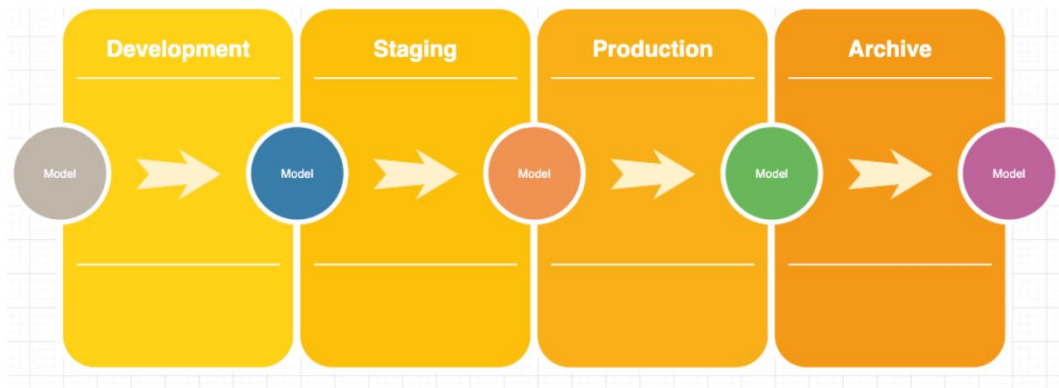 Development
Staging
Production
Archive
Model
Model
Model
Model
Model